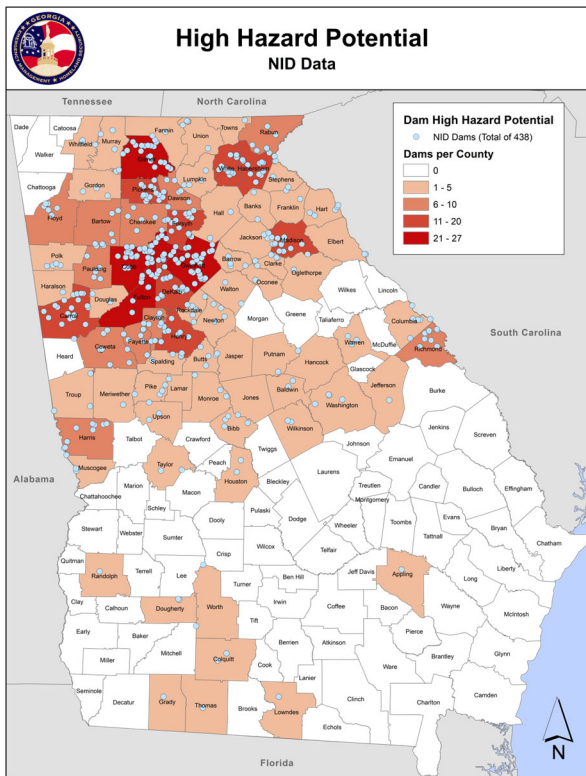 GEORGIA
EMERGENCY MANAGEMENT
HOMELAND SECURITY
High Hazard Potential
NID Data
Tennessee
North Carolina
South Carolina
Alabama
Florida
Dam High Hazard Potential
NID Dams (Total of 438)
Dams per County
0
1 - 5
6 - 10
11 - 20
21 - 27
Dade
Catoosa
Fannin
Towns
Rabun
Whitfield
Murray
Union
Walker
Gilmer
White
Habersham
Chattooga
Gordon
Pickens
Lumpkin
Stephens
Dawson
Floyd
Bartow
Cherokee
Forsyth
Hall
Banks
Franklin
Hart
Jackson
Madison
Elbert
Polk
Paulding
Cobb
Gwinnett
Barrow
Clarke
Oglethorpe
Oconee
Haralson
Douglas
Fulton
DeKalb
Walton
Wilkes
Lincoln
Carroll
Clayton
Rockdale
Newton
Morgan
Greene
Taliaferro
McDuffie
Columbia
Richmond
Heard
Coweta
Fayette
Henry
Spalding
Butts
Jasper
Putnam
Hancock
Warren
Glascock
Jefferson
Burke
Troup
Meriwether
Pike
Lamar
Monroe
Jones
Baldwin
Washington
Upson
Bibb
Wilkinson
Harris
Talbot
Crawford
Twiggs
Johnson
Jenkins
Screven
Muscogee
Taylor
Peach
Houston
Bleckley
Laurens
Emanuel
Treutlen
Candler
Bulloch
Effingham
Chattahoochee
Marion
Macon
Montgomery
Schley
Pulaski
Dodge
Dooly
Wheeler
Toombs
Evans
Tattnall
Bryan
Chatham
Stewart
Webster
Sumter
Crisp
Wilcox
Telfair
Quitman
Randolph
Terrell
Lee
Turner
Ben Hill
Jeff Davis
Appling
Long
Liberty
Clay
Calhoun
Dougherty
Worth
Irwin
Coffee
Bacon
Wayne
McIntosh
Tift
Early
Baker
Berrien
Atkinson
Pierce
Miller
Mitchell
Colquitt
Cook
Ware
Brantley
Glynn
Lanier
Seminole
Decatur
Grady
Thomas
Brooks
Lowndes
Clinch
Charlton
Camden
Echols
N